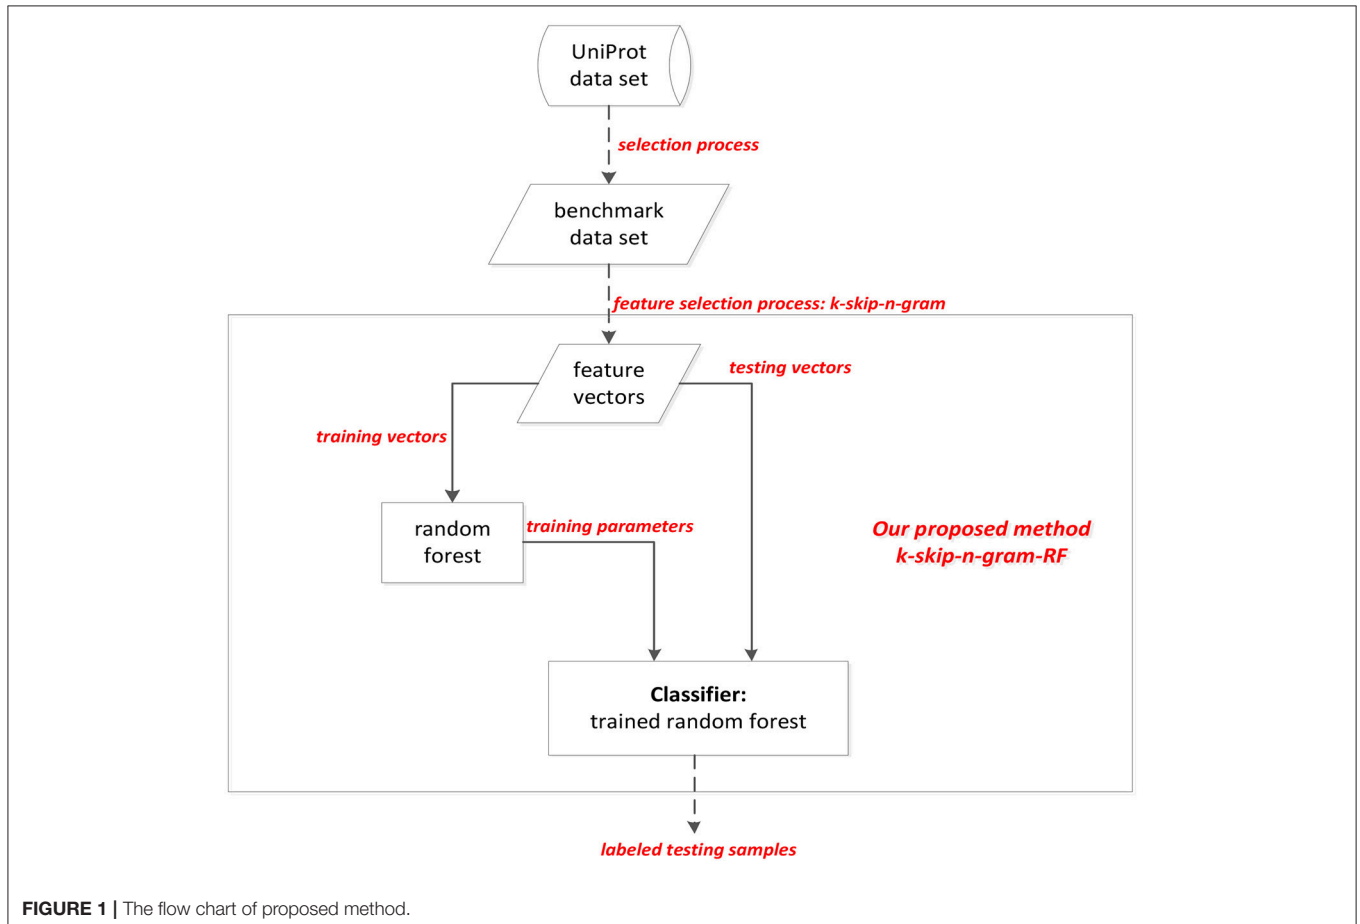 UniProt
data set
selection process
benchmark
data set
feature selection process: k-skip-n-gram
feature
vectors
testing vectors
training vectors
random
forest
training parameters
Our proposed method
k-skip-n-gram-RF
Classifier:
trained random forest
labeled testing samples
FIGURE 1 | The flow chart of proposed method.